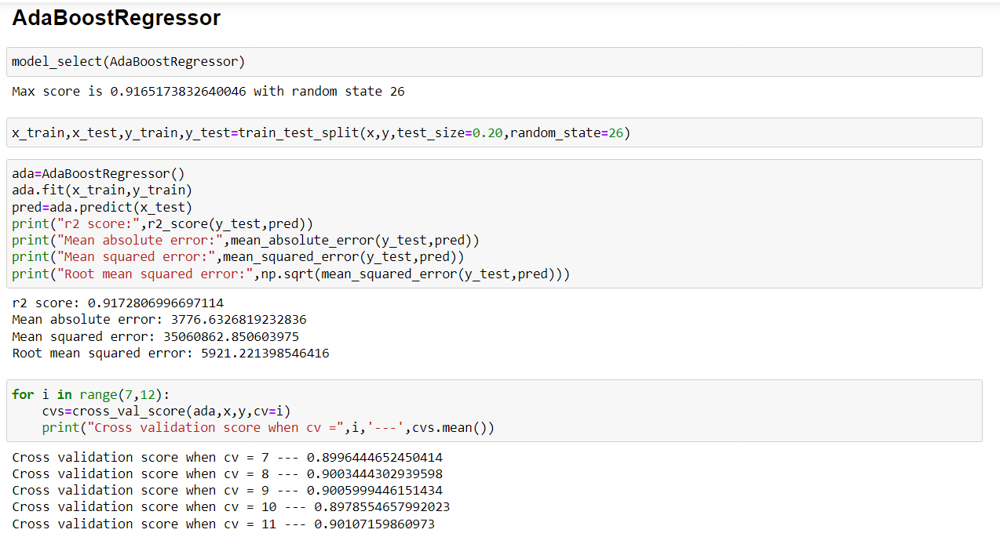 AdaBoostRegressor
model_select(AdaBoostRegressor)
Max score is 0.9165173832640046 with random state 26
x_train,x_test,y_train,y_test=train_test_split(x,y,test_size=0.20,random_state=26)
ada=AdaBoostRegressor()
ada.fit(x_train,y_train)
pred=ada.predict(x_test)
print("r2 score:",r2_score(y_test,pred))
print("Mean absolute error:",mean_absolute_error(y_test,pred))
print("Mean squared error:",mean_squared_error(y_test,pred))
print("Root mean squared error:",np.sqrt(mean_squared_error(y_test,pred)))
r2 score: 0.9172806996697114
Mean absolute error: 3776.6326819232836
Mean squared error: 35060862.850603975
Root mean squared error: 5921.221398546416
for i in range(7,12):
    cvs=cross_val_score(ada,x,y,cv=i)
    print("Cross validation score when cv =",i,'---',cvs.mean())
Cross validation score when cv = 7 --- 0.8996444652450414
Cross validation score when cv = 8 --- 0.9003444302939598
Cross validation score when cv = 9 --- 0.9005999446151434
Cross validation score when cv = 10 --- 0.8978554657992023
Cross validation score when cv = 11 --- 0.90107159860973